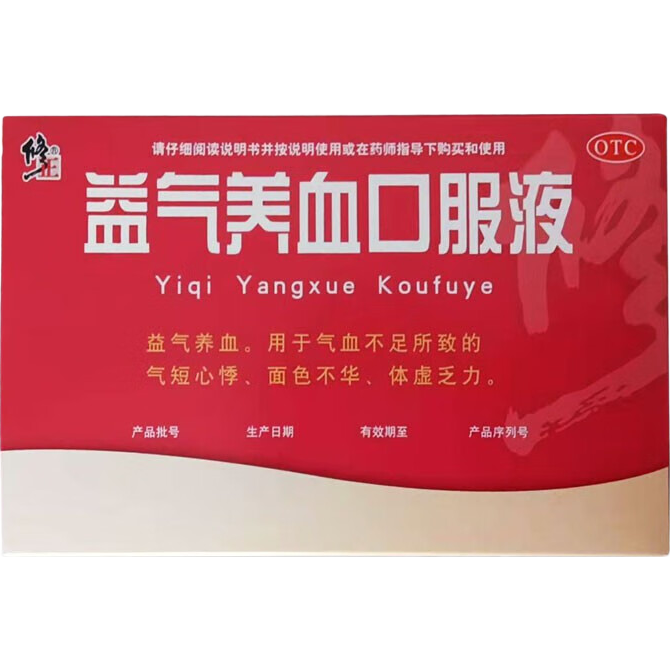 修正
请仔细阅读说明书并按说明使用或在药师指导下购买和使用
OTC
益气养血口服液
Yiqi Yangxue Koufuye
益气养血。用于气血不足所致的
气短心悸、面色不华、体虚乏力。
产品批号 生产日期 有效期至 产品序列号
修